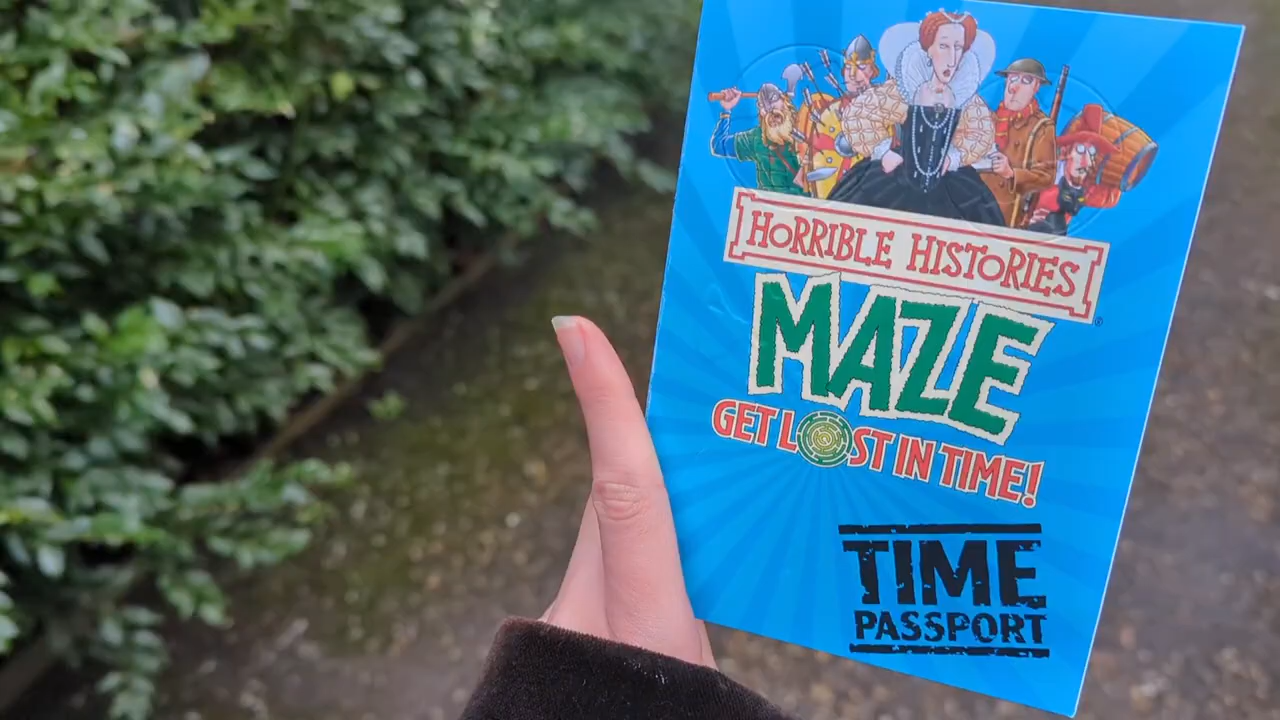 HORRIBLE HISTORIES
MAZE
GET LOST IN TIME!
TIME
PASSPORT